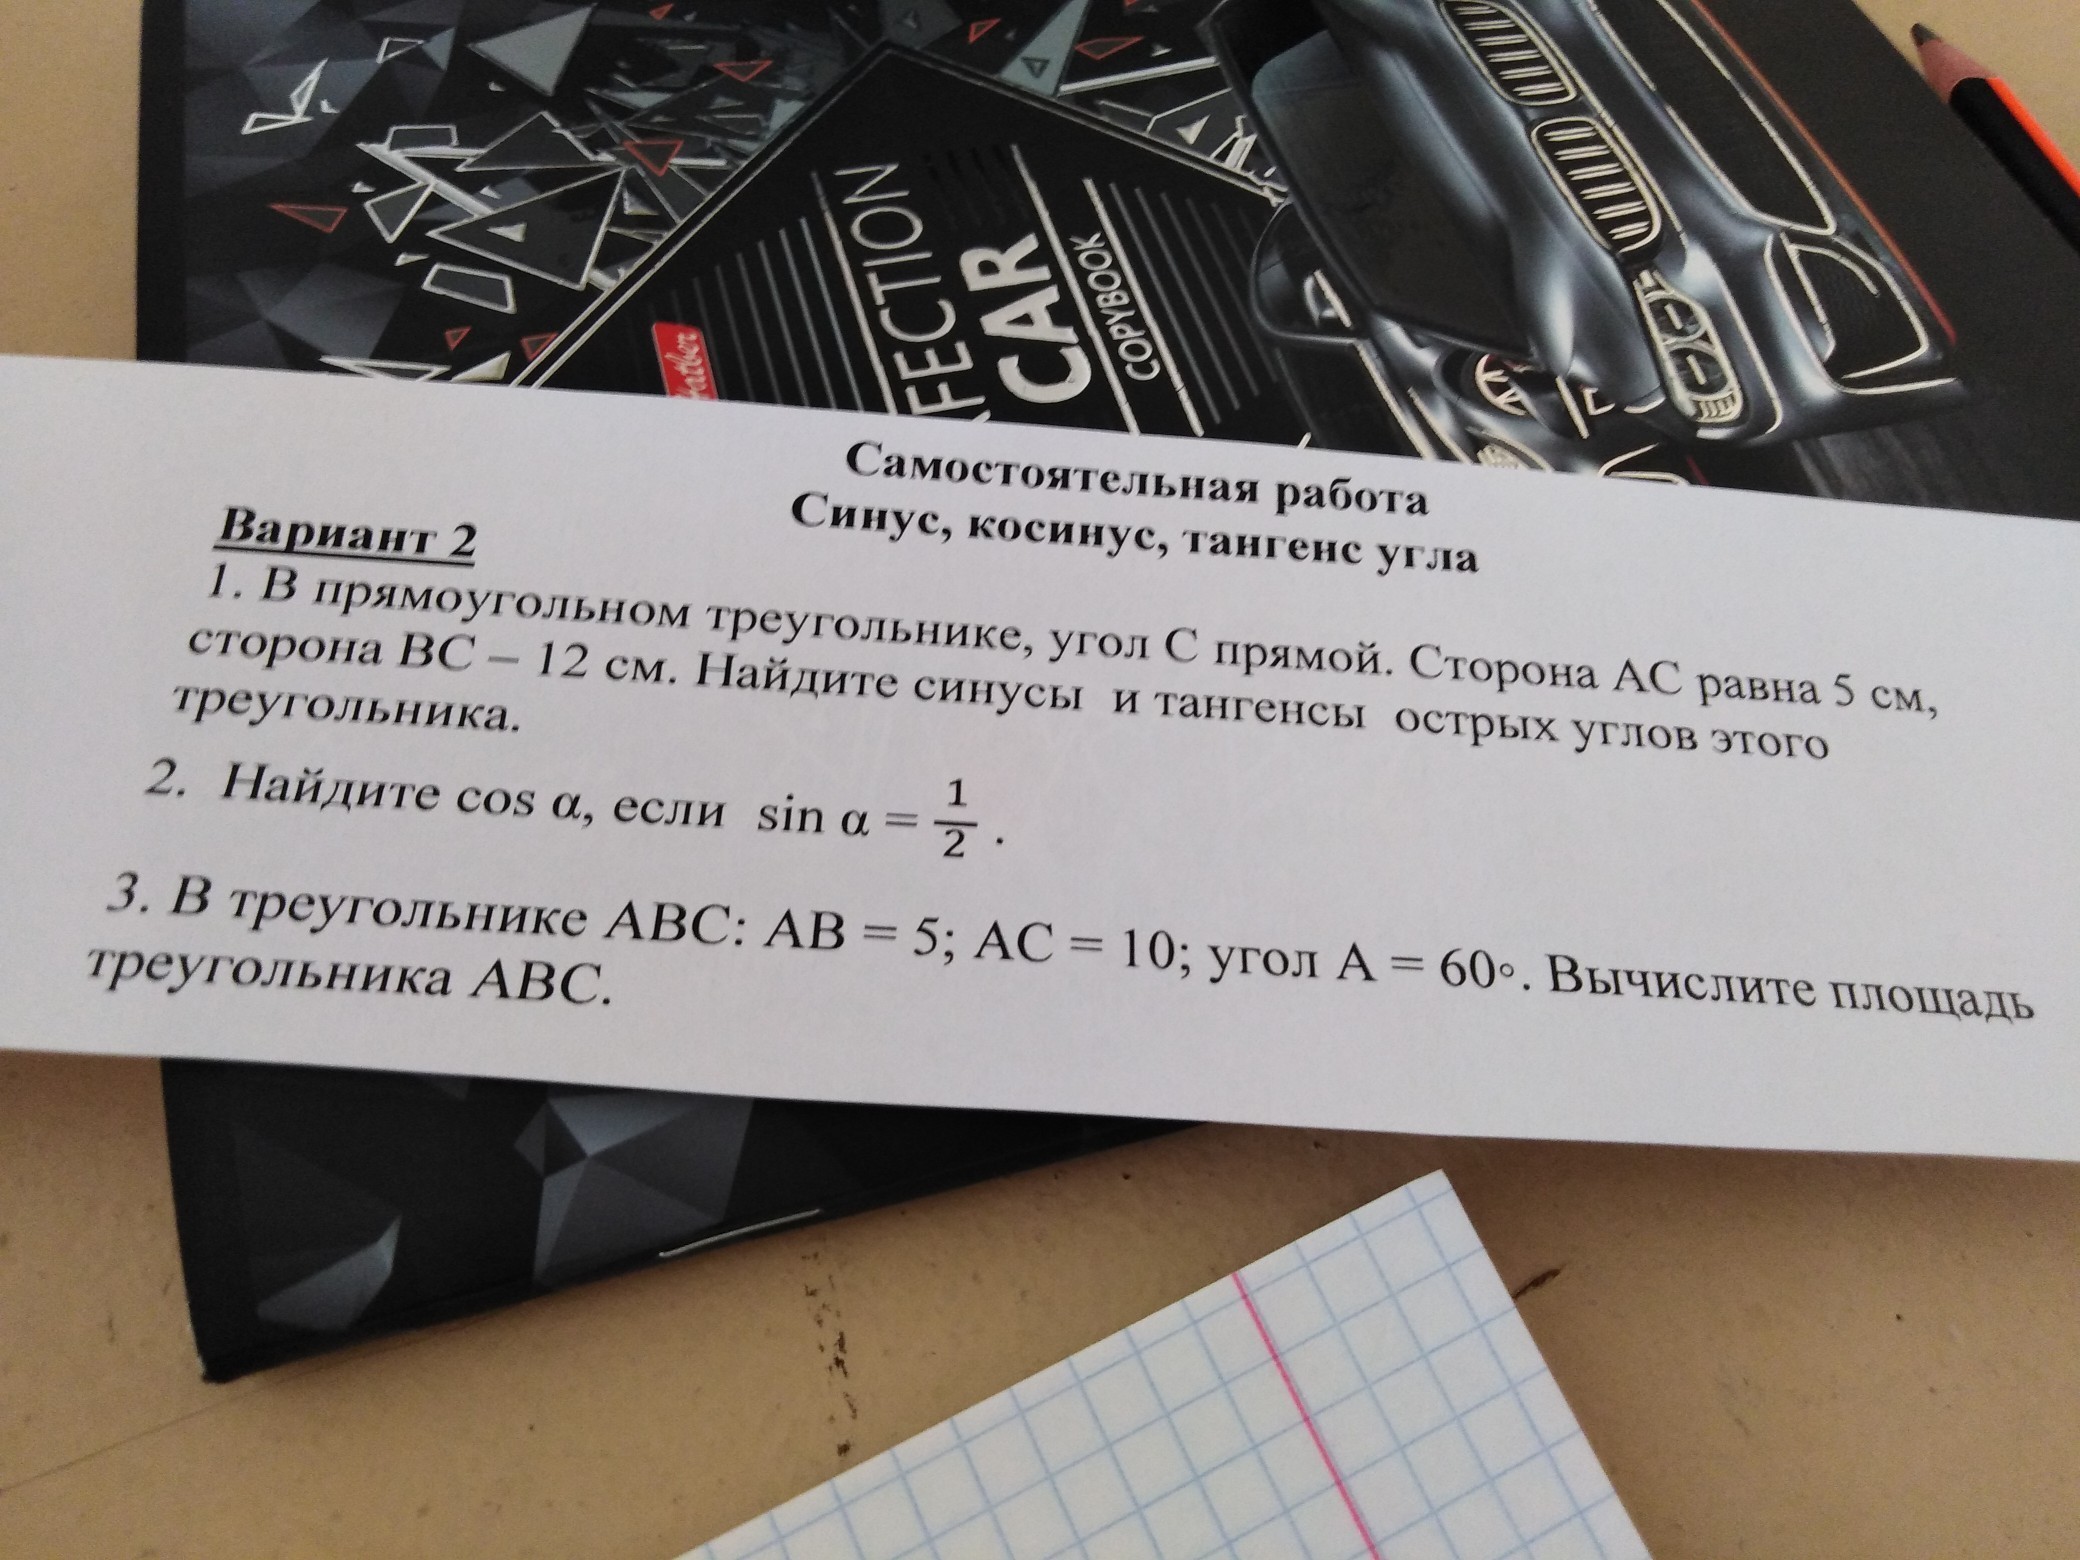 FECTION
CAR
COPYBOOK
Самостоятельная работа
Синус, косинус, тангенс угла
Вариант 2
1. В прямоугольном треугольнике, угол С прямой. Сторона АС равна 5 см,
сторона ВС – 12 см. Найдите синусы и тангенсы острых углов этого
треугольника.
2. Найдите cos α, если sin α = 1/2 .
3. В треугольнике АВС: АВ = 5; АС = 10; угол А = 60°. Вычислите площадь
треугольника АВС.